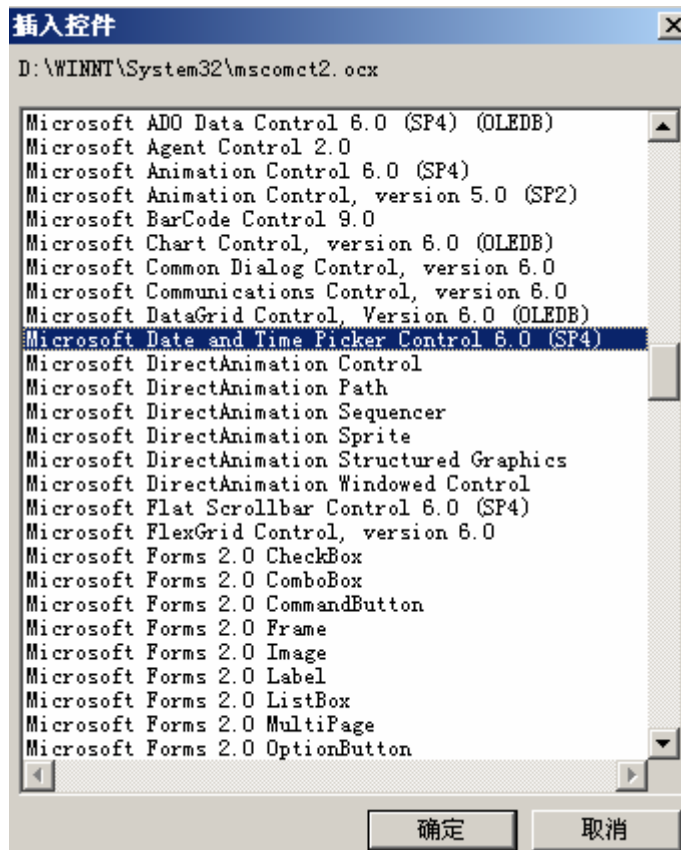 插入控件
D:\WINNT\System32\mscomct2.ocx
Microsoft ADO Data Control 6.0 (SP4) (OLEDB)
Microsoft Agent Control 2.0
Microsoft Animation Control 6.0 (SP4)
Microsoft Animation Control, version 5.0 (SP2)
Microsoft BarCode Control 9.0
Microsoft Chart Control, version 6.0 (OLEDB)
Microsoft Common Dialog Control, version 6.0
Microsoft Communications Control, version 6.0
Microsoft DataGrid Control, Version 6.0 (OLEDB)
Microsoft Date and Time Picker Control 6.0 (SP4)
Microsoft DirectAnimation Control
Microsoft DirectAnimation Path
Microsoft DirectAnimation Sequencer
Microsoft DirectAnimation Sprite
Microsoft DirectAnimation Structured Graphics
Microsoft DirectAnimation Windowed Control
Microsoft Flat Scrollbar Control 6.0 (SP4)
Microsoft FlexGrid Control, version 6.0
Microsoft Forms 2.0 CheckBox
Microsoft Forms 2.0 ComboBox
Microsoft Forms 2.0 CommandButton
Microsoft Forms 2.0 Frame
Microsoft Forms 2.0 Image
Microsoft Forms 2.0 Label
Microsoft Forms 2.0 ListBox
Microsoft Forms 2.0 MultiPage
Microsoft Forms 2.0 OptionButton
确定 取消